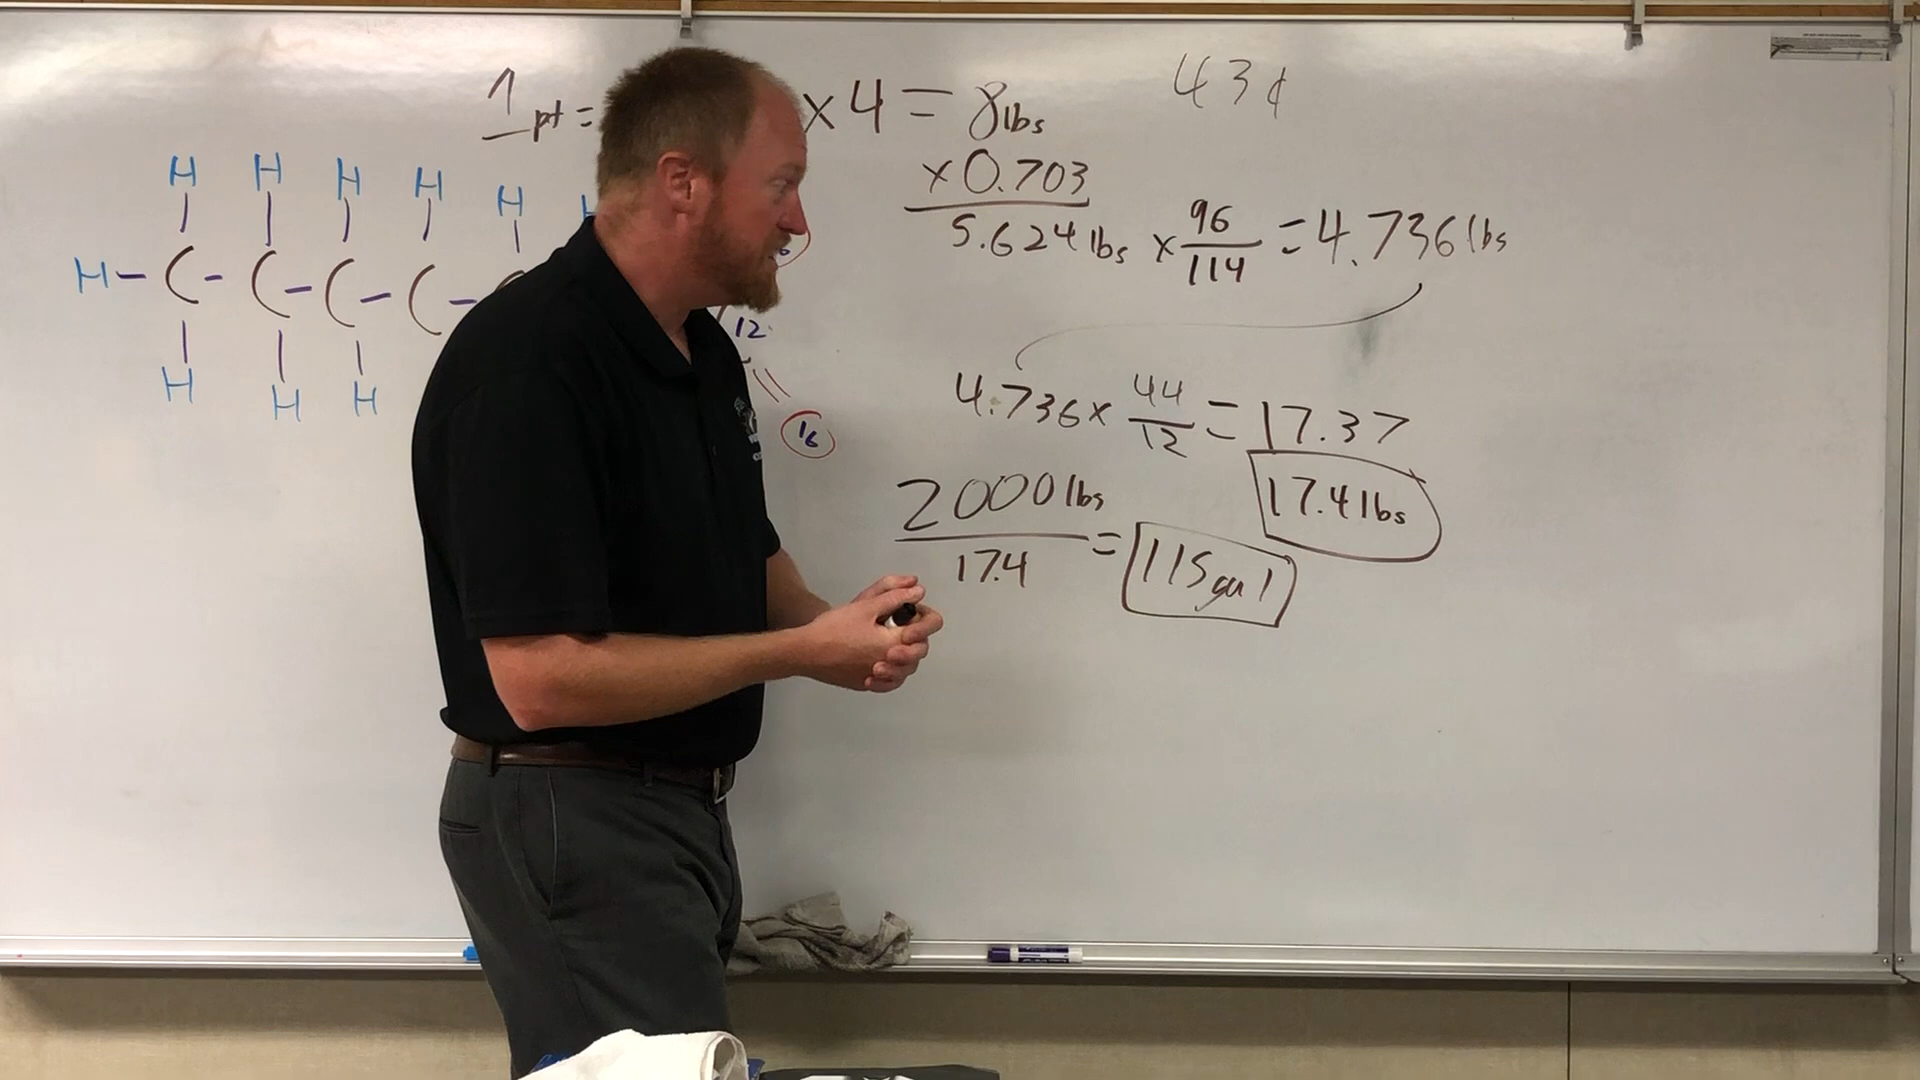 1 pt = x 4 = 8 lbs
43¢
x 0.703
5.624 lbs x 96/114 = 4.736 lbs
H H H H H
H - C - C - C - C -
H H H
12
16
4.736 x 44/12 = 17.37
17.4 lbs
2000 lbs / 17.4 = 115 gal